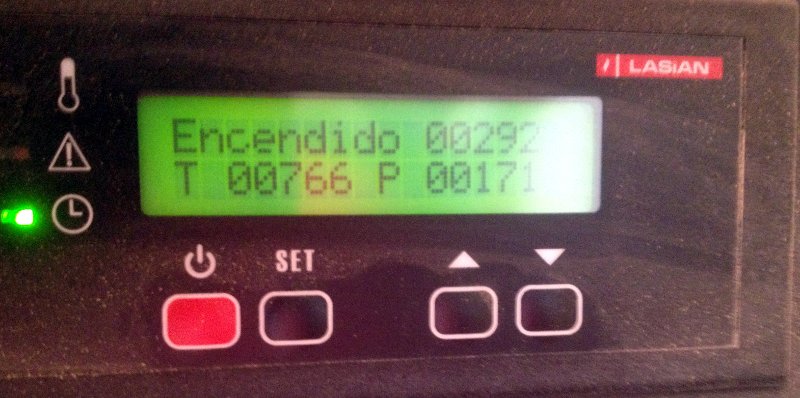 LASiAN
Encendido 00292
T 00766 P 00171
SET